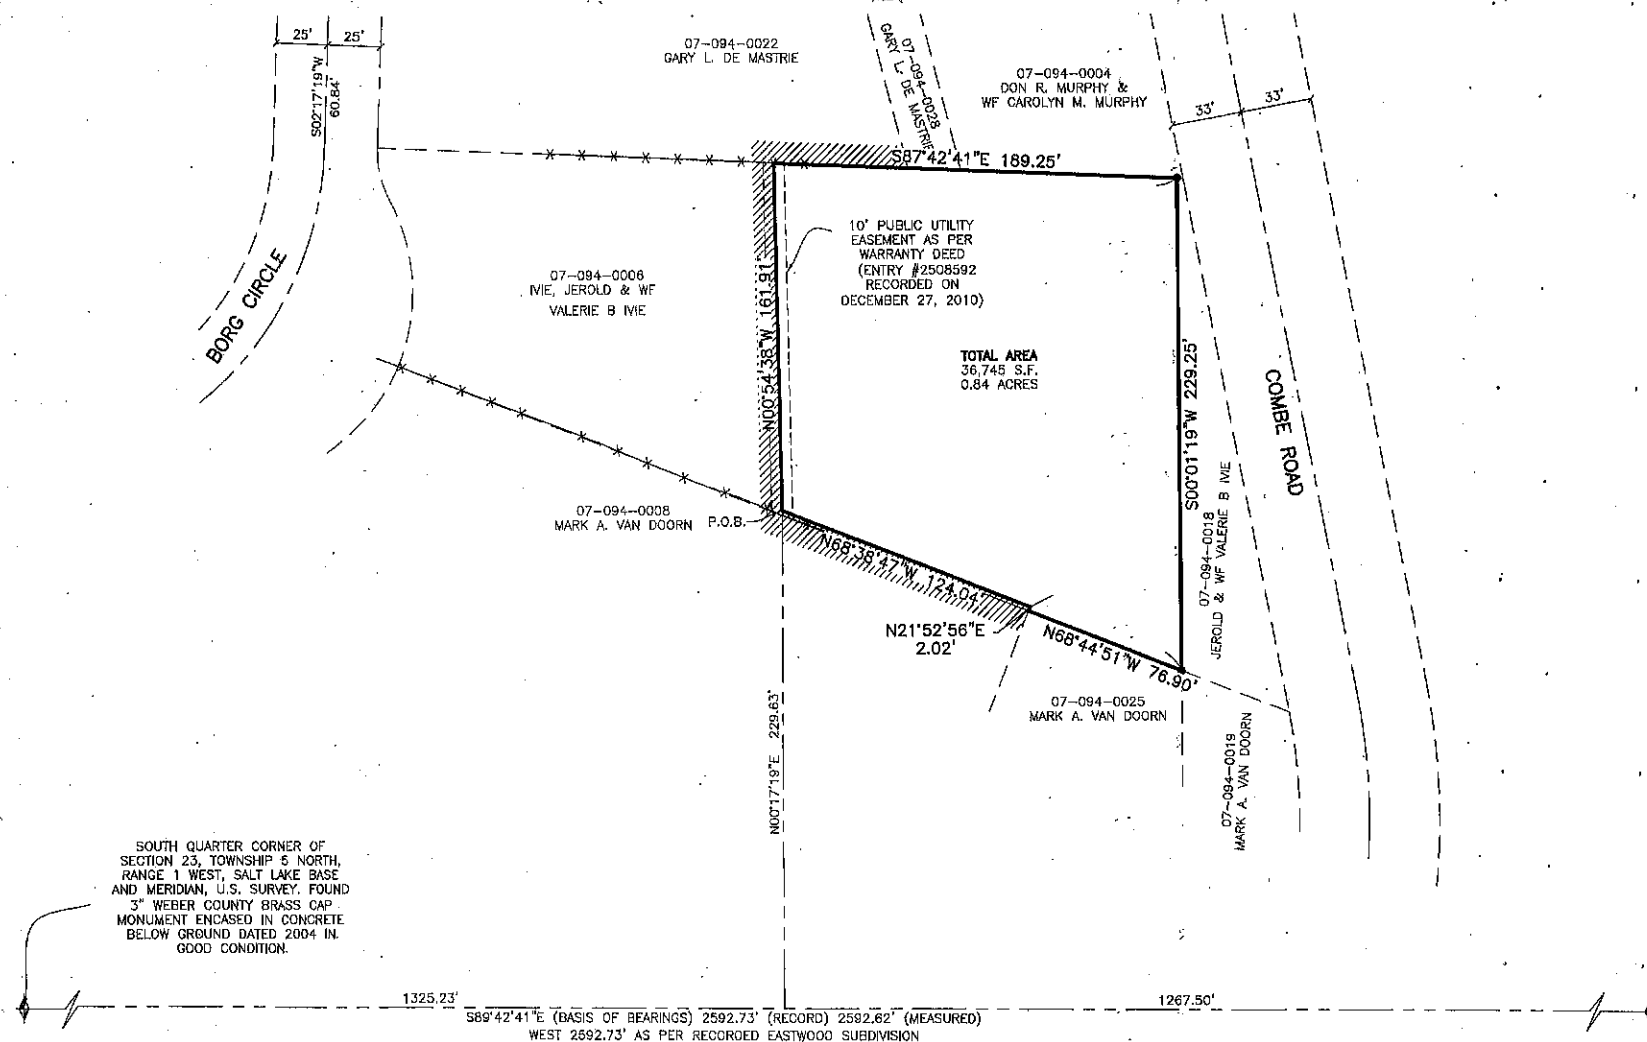 25' 25'
S02°17'19"W
60.84'
07-094-0022
GARY L. DE MASTRIE
07-094-0028
GARY L. DE MASTRIE
07-094-0004
DON R. MURPHY &
WF CAROLYN M. MURPHY
33' 33'
S87°42'41"E 189.25'
10' PUBLIC UTILITY
EASEMENT AS PER
WARRANTY DEED
(ENTRY #2508592
RECORDED ON
DECEMBER 27, 2010)
BORG CIRCLE
07-094-0006
IVIE, JEROLD & WF
VALERIE B IVIE
N00°54'38"W 161.91'
TOTAL AREA
36,745 S.F.
0.84 ACRES
S00°01'19"W 229.25'
COMBE ROAD
07-094-0018
JEROLD & WF VALERIE B IVIE
07-094-0008
MARK A. VAN DOORN
P.O.B.
N68°38'47"W 124.04'
N21°52'56"E
2.02'
N68°44'51"W 76.90'
07-094-0025
MARK A. VAN DOORN
07-094-0019
MARK A. VAN DOORN
N00°17'19"E 229.63'
SOUTH QUARTER CORNER OF
SECTION 23, TOWNSHIP 5 NORTH,
RANGE 1 WEST, SALT LAKE BASE
AND MERIDIAN, U.S. SURVEY. FOUND
3" WEBER COUNTY BRASS CAP
MONUMENT ENCASED IN CONCRETE
BELOW GROUND DATED 2004 IN
GOOD CONDITION.
1325.23'
1267.50'
S89°42'41"E (BASIS OF BEARINGS) 2592.73' (RECORD) 2592.62' (MEASURED)
WEST 2592.73' AS PER RECORDED EASTWOOD SUBDIVISION